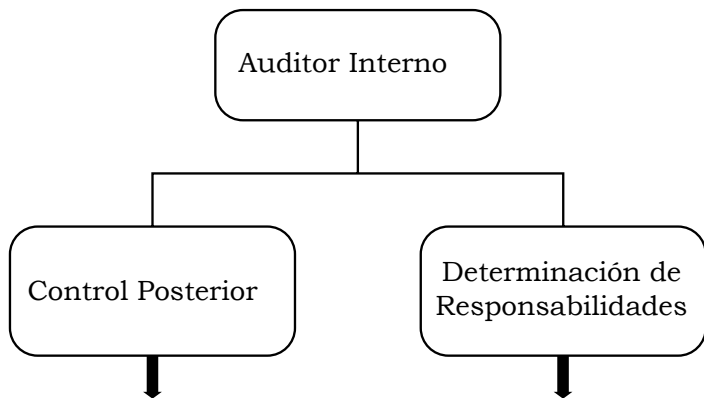 Auditor Interno
Control Posterior
Determinación de
Responsabilidades